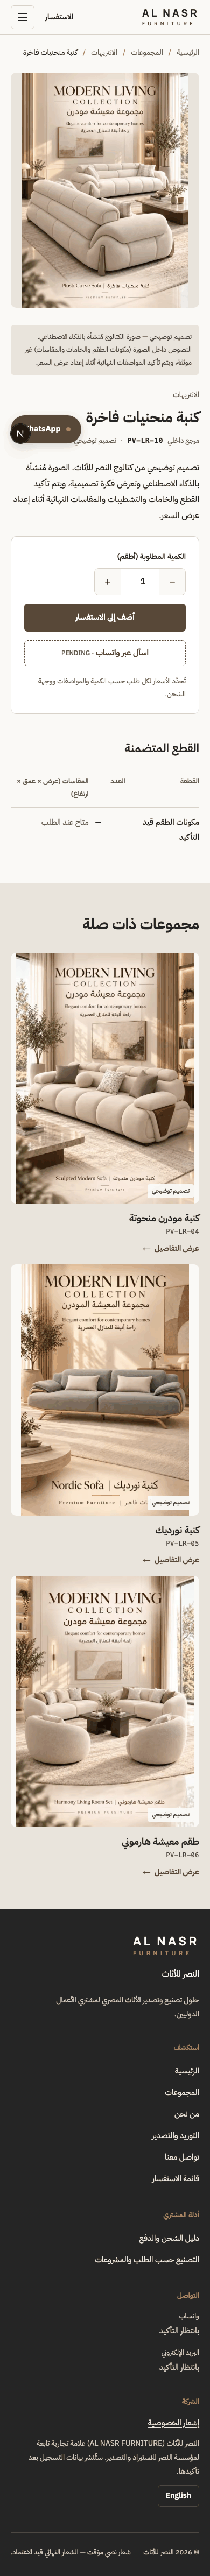 AL NASR
FURNITURE
الاستفسار
الرئيسية / المجموعات / الانتريهات / كنبة منحنيات فاخرة
MODERN LIVING
COLLECTION
مجموعة معيشة مودرن
Elegant comfort for contemporary homes
راحة أنيقة للمنازل العصرية
Plush Curve Sofa | كنبة منحنيات فاخرة
PREMIUM FURNITURE
تصميم توضيحي — صورة الكتالوج مُنشأة بالذكاء الاصطناعي.
النصوص داخل الصورة (مكونات الطقم والخامات والمقاسات) غير
موثقة، ويتم تأكيد المواصفات النهائية أثناء إعداد عرض السعر.
الانتريهات
كنبة منحنيات فاخرة
مرجع داخلي PV-LR-10 · تصميم توضيحي
hatsApp
N
تصميم توضيحي من كتالوج النصر للأثاث. الصورة مُنشأة
بالذكاء الاصطناعي وتعرض فكرة تصميمية، ويتم تأكيد
الخامات والقطع والتشطيبات والمقاسات النهائية أثناء إعداد
عرض السعر.
الكمية المطلوبة (أطقم)
− 1 +
أضف إلى الاستفسار
اسأل عبر واتساب · PENDING
تُحدَّد الأسعار لكل طلب حسب الكمية والمواصفات ووجهة
الشحن.
القطع المتضمنة
القطعة العدد المقاسات (عرض × عمق ×
ارتفاع)
مكونات الطقم قيد — متاح عند الطلب
التأكيد
مجموعات ذات صلة
MODERN LIVING
COLLECTION
مجموعة معيشة مودرن
Elegant comfort for contemporary homes
راحة أنيقة للمنازل العصرية
Sculpted Modern Sofa | كنبة مودرن منحوتة
PREMIUM FURNITURE
تصميم توضيحي
كنبة مودرن منحوتة
PV-LR-04
عرض التفاصيل ←
MODERN LIVING
COLLECTION
مجموعة المعيشة المودرن
Elegant comfort for contemporary homes
راحة أنيقة للمنازل العصرية
Nordic Sofa | كنبة نورديك
Premium Furniture
تصميم توضيحي
كنبة نورديك
PV-LR-05
عرض التفاصيل ←
MODERN LIVING
COLLECTION
مجموعة معيشة مودرن
Elegant comfort for contemporary homes
راحة أنيقة للمنازل العصرية
Harmony Living Room Set | طقم معيشة هارموني
PREMIUM FURNITURE
تصميم توضيحي
طقم معيشة هارموني
PV-LR-06
عرض التفاصيل ←
AL NASR
FURNITURE
النصر للأثاث
حلول تصنيع وتصدير الأثاث المصري لمشتري الأعمال
الدوليين.
استكشف
الرئيسية
المجموعات
من نحن
التوريد والتصدير
تواصل معنا
قائمة الاستفسار
أدلة المشتري
دليل الشحن والدفع
التصنيع حسب الطلب والمشروعات
التواصل
واتساب
بانتظار التأكيد
البريد الإلكتروني
بانتظار التأكيد
الشركة
إشعار الخصوصية
النصر للأثاث (AL NASR FURNITURE) علامة تجارية تابعة
لمؤسسة النصر للاستيراد والتصدير. ستُنشر بيانات التسجيل بعد
تأكيدها.
English
© 2026 النصر للأثاث شعار نصي مؤقت — الشعار النهائي قيد الاعتماد.